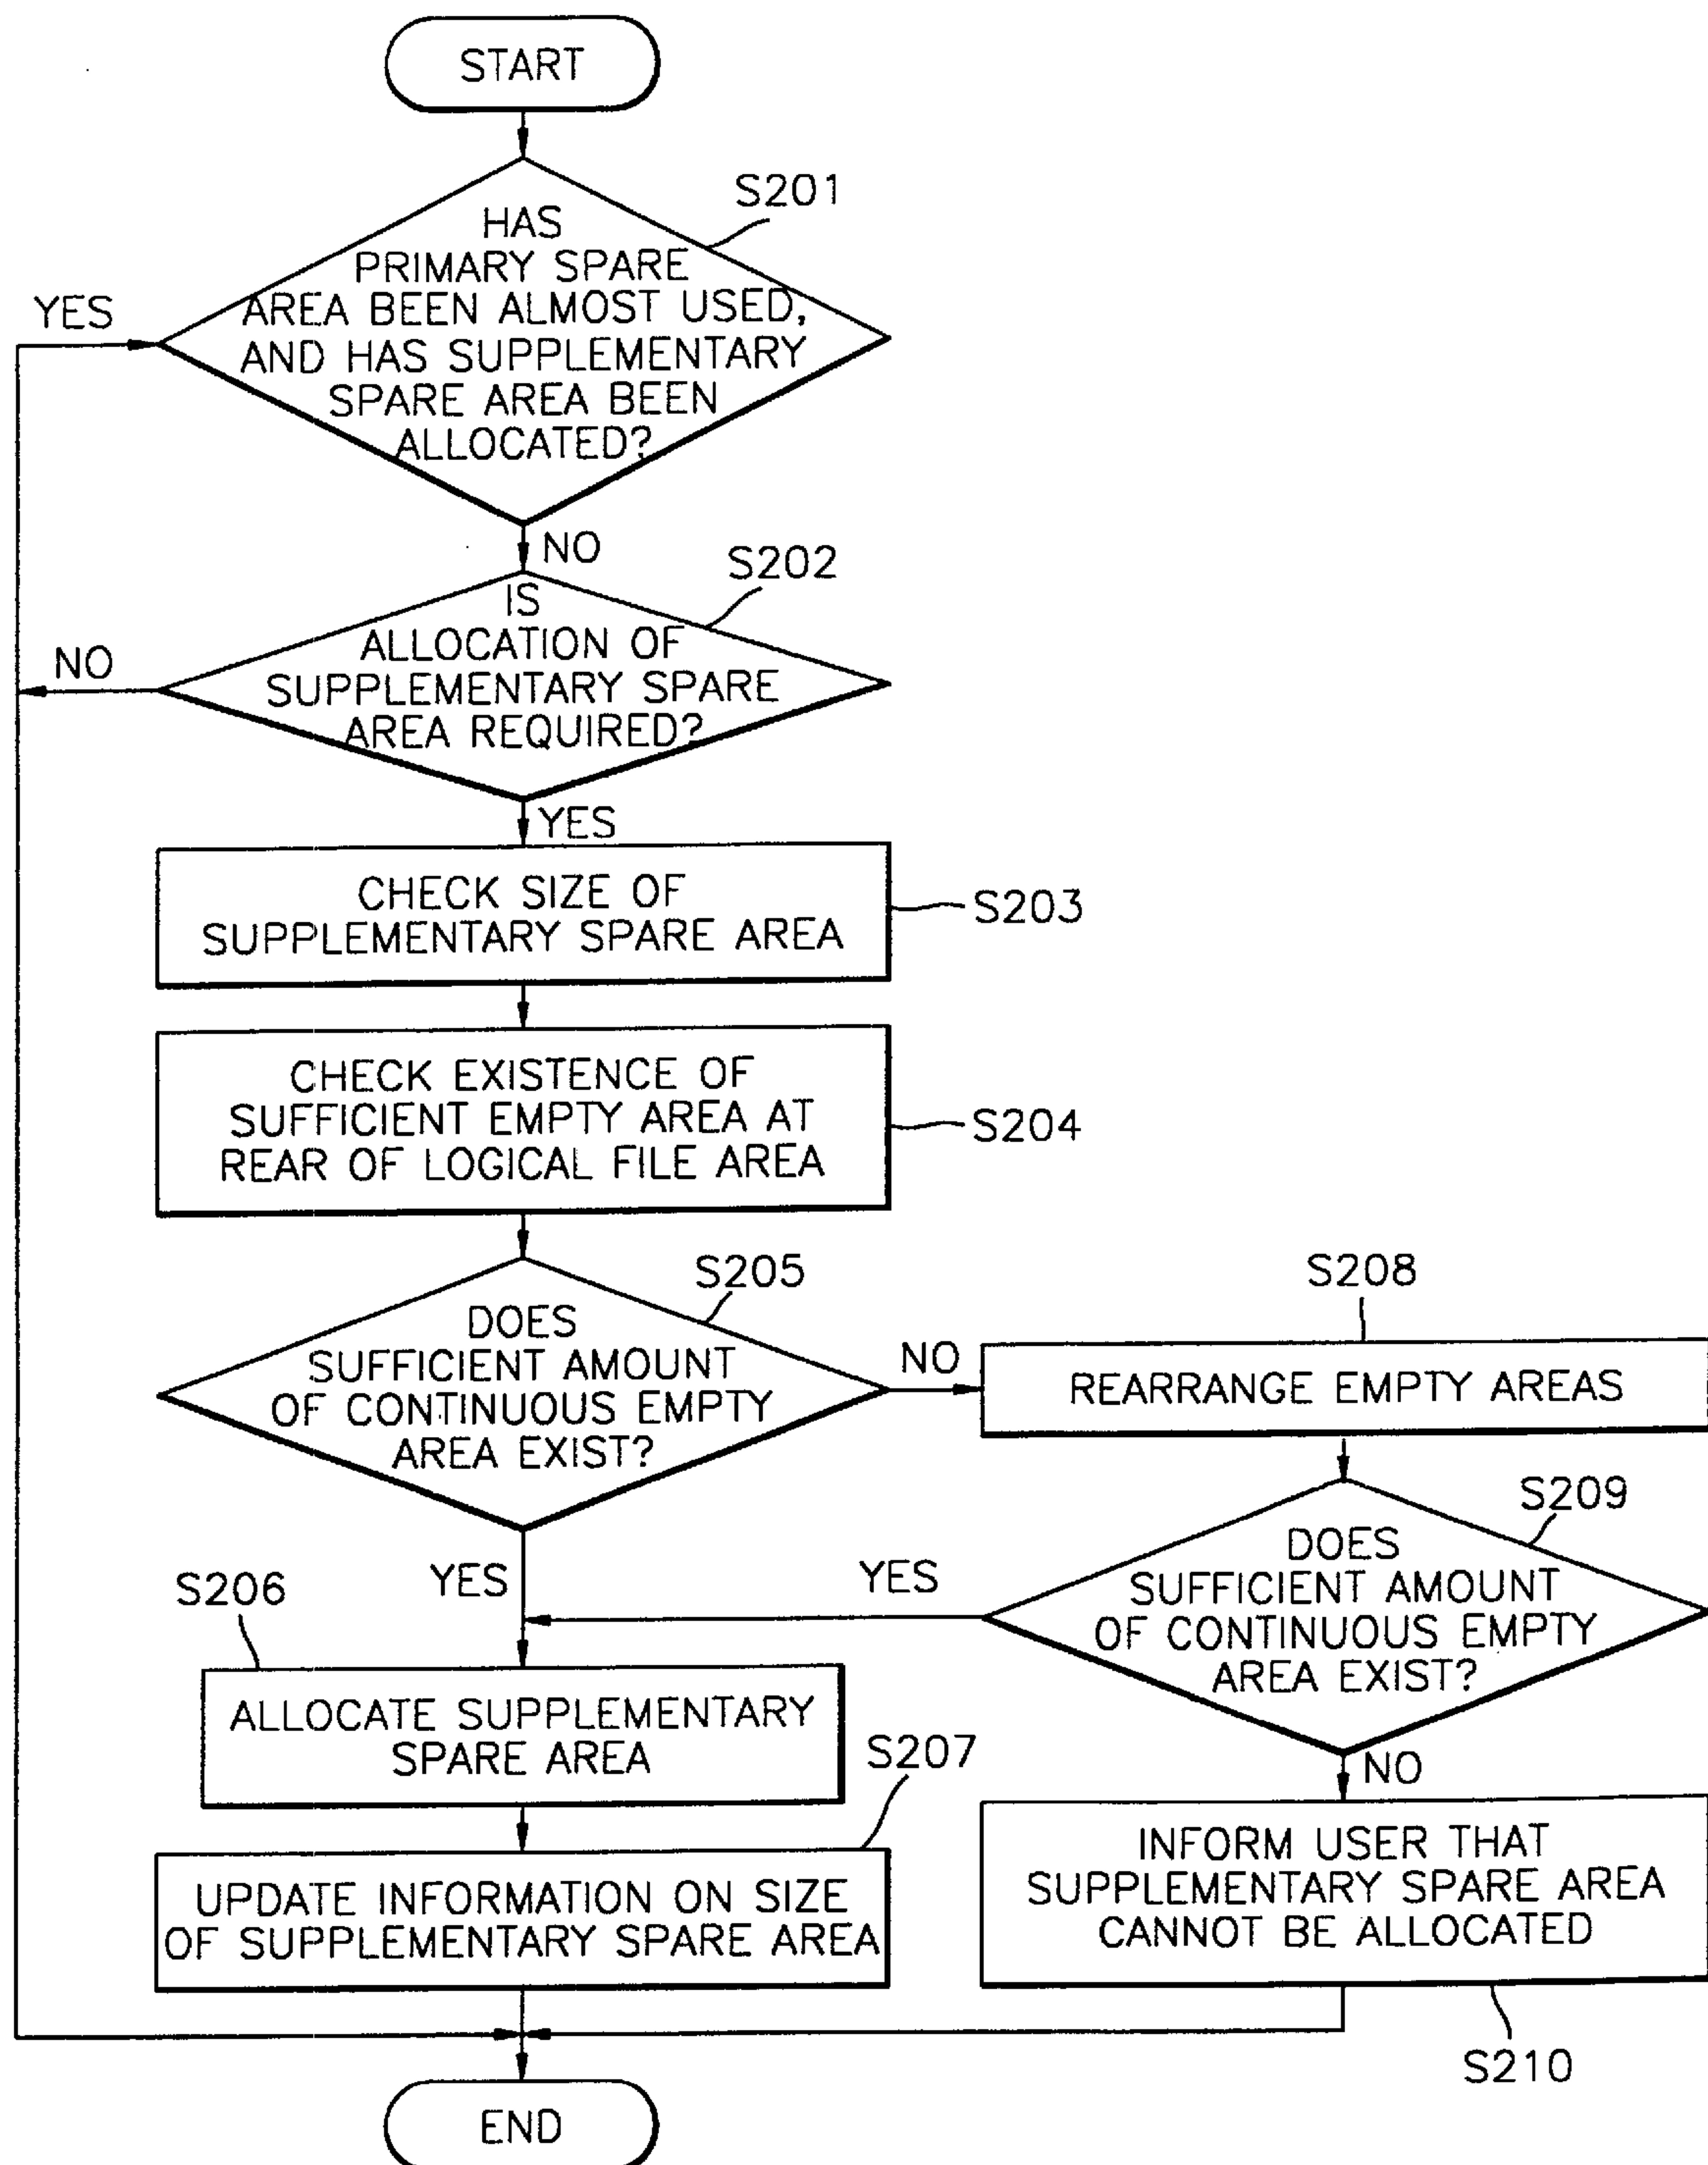 START
S201
HAS
PRIMARY SPARE
AREA BEEN ALMOST USED,
AND HAS SUPPLEMENTARY
SPARE AREA BEEN
ALLOCATED?
YES
NO
S202
IS
ALLOCATION OF
SUPPLEMENTARY SPARE
AREA REQUIRED?
NO
YES
CHECK SIZE OF
SUPPLEMENTARY SPARE AREA
S203
CHECK EXISTENCE OF
SUFFICIENT EMPTY AREA AT
REAR OF LOGICAL FILE AREA
S204
S205
DOES
SUFFICIENT AMOUNT
OF CONTINUOUS EMPTY
AREA EXIST?
NO
S208
REARRANGE EMPTY AREAS
S209
DOES
SUFFICIENT AMOUNT
OF CONTINUOUS EMPTY
AREA EXIST?
YES
YES
S206
ALLOCATE SUPPLEMENTARY
SPARE AREA
S207
UPDATE INFORMATION ON SIZE
OF SUPPLEMENTARY SPARE AREA
NO
INFORM USER THAT
SUPPLEMENTARY SPARE AREA
CANNOT BE ALLOCATED
S210
END